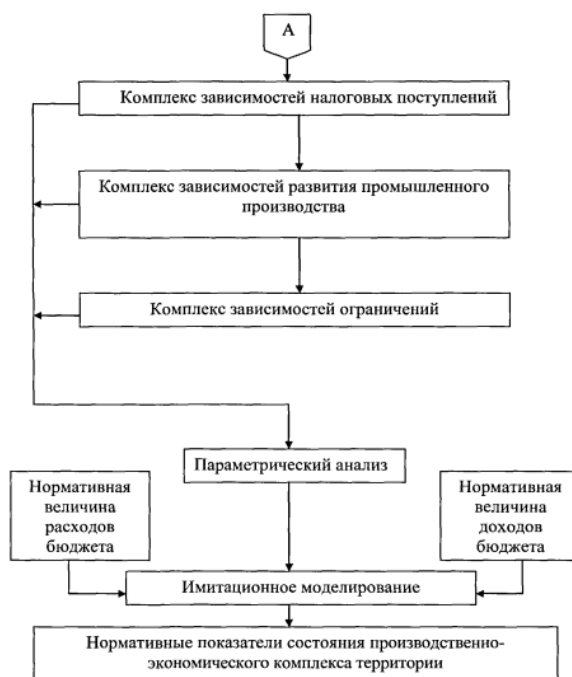 А
Комплекс зависимостей налоговых поступлений
Комплекс зависимостей развития промышленного
производства
Комплекс зависимостей ограничений
Параметрический анализ
Нормативная
величина
расходов
бюджета
Нормативная
величина
доходов
бюджета
Имитационное моделирование
Нормативные показатели состояния производственно-
экономического комплекса территории